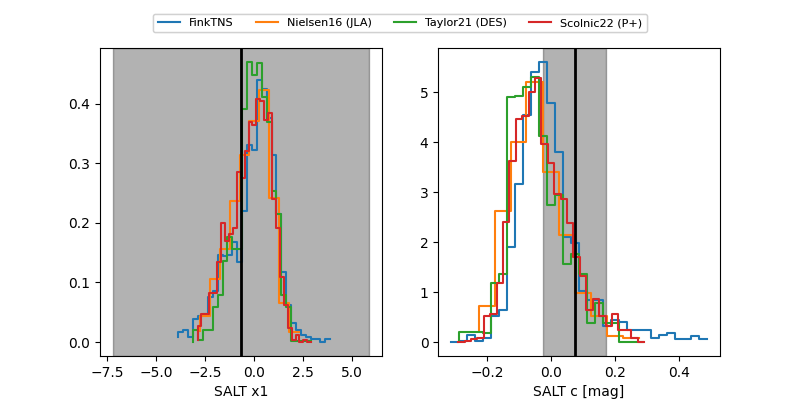 FinkTNS Nielsen16 (JLA) Taylor21 (DES) Scolnic22 (P+)
0.4
0.3
0.2
0.1
0.0
−7.5 −5.0 −2.5 0.0 2.5 5.0
SALT x1
5
4
3
2
1
0
−0.2 0.0 0.2 0.4
SALT c [mag]